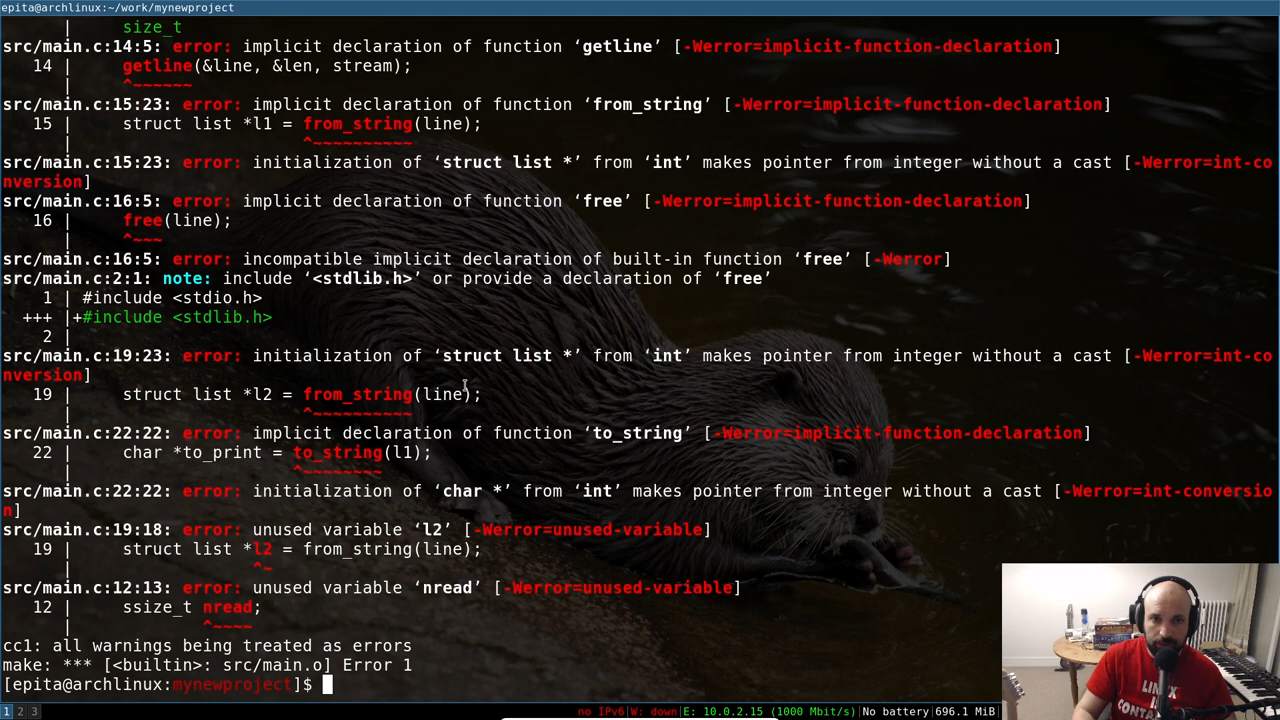 epita@archlinux:~/work/mynewproject
      |     size_t
src/main.c:14:5: error: implicit declaration of function ‘getline’ [-Werror=implicit-function-declaration]
   14 |     getline(&line, &len, stream);
      |     ^~~~~~~
src/main.c:15:23: error: implicit declaration of function ‘from_string’ [-Werror=implicit-function-declaration]
   15 |     struct list *l1 = from_string(line);
      |                       ^~~~~~~~~~~
src/main.c:15:23: error: initialization of ‘struct list *’ from ‘int’ makes pointer from integer without a cast [-Werror=int-co
nversion]
src/main.c:16:5: error: implicit declaration of function ‘free’ [-Werror=implicit-function-declaration]
   16 |     free(line);
      |     ^~~~
src/main.c:16:5: error: incompatible implicit declaration of built-in function ‘free’ [-Werror]
src/main.c:2:1: note: include ‘<stdlib.h>’ or provide a declaration of ‘free’
    1 | #include <stdio.h>
  +++ |+#include <stdlib.h>
    2 |
src/main.c:19:23: error: initialization of ‘struct list *’ from ‘int’ makes pointer from integer without a cast [-Werror=int-co
nversion]
   19 |     struct list *l2 = from_string(line);
      |                       ^~~~~~~~~~~
src/main.c:22:22: error: implicit declaration of function ‘to_string’ [-Werror=implicit-function-declaration]
   22 |     char *to_print = to_string(l1);
      |                      ^~~~~~~~~
src/main.c:22:22: error: initialization of ‘char *’ from ‘int’ makes pointer from integer without a cast [-Werror=int-conversio
n]
src/main.c:19:18: error: unused variable ‘l2’ [-Werror=unused-variable]
   19 |     struct list *l2 = from_string(line);
      |                  ^~
src/main.c:12:13: error: unused variable ‘nread’ [-Werror=unused-variable]
   12 |     ssize_t nread;
      |             ^~~~~
cc1: all warnings being treated as errors
make: *** [<builtin>: src/main.o] Error 1
[epita@archlinux:mynewproject]$
1 2 3 no IPv6|W: down|E: 10.0.2.15 (1000 Mbit/s)|No battery|696.1 MiB